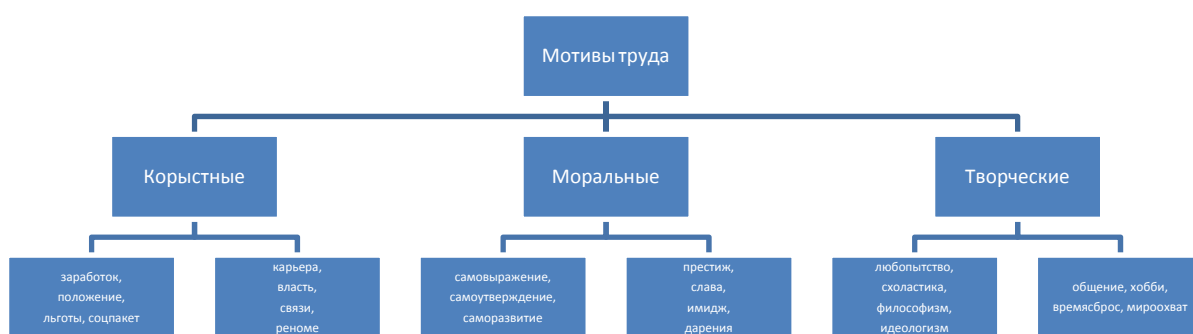 Мотивы труда
Корыстные
Моральные
Творческие
заработок,
положение,
льготы, соцпакет
карьера,
власть,
связи,
реноме
самовыражение,
самоутверждение,
саморазвитие
престиж,
слава,
имидж,
дарения
любопытство,
схоластика,
философизм,
идеологизм
общение, хобби,
времясброс, мироохват